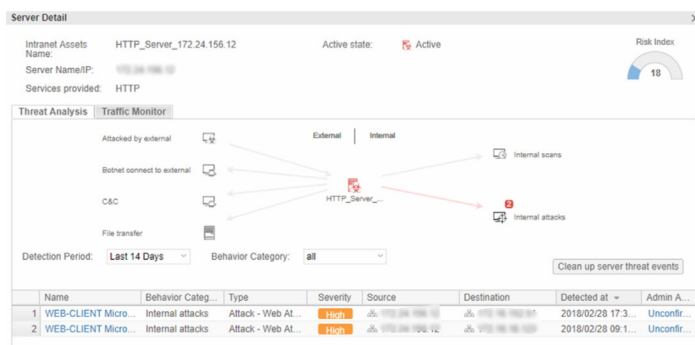 Server Detail
Intranet Assets Name: HTTP_Server_172.24.156.12 Active state: Active Risk Index
Server Name/IP: 18
Services provided: HTTP
Threat Analysis Traffic Monitor
Attacked by external External Internal
Internal scans
Botnet connect to external
C&C HTTP_Server_...
2
Internal attacks
File transfer
Detection Period: Last 14 Days Behavior Category: all
Clean up server threat events
Name Behavior Categ... Type Severity Source Destination Detected at Admin A...
1 WEB-CLIENT Micro... Internal attacks Attack - Web At... High 2018/02/28 17:3... Unconfir...
2 WEB-CLIENT Micro... Internal attacks Attack - Web At... High 2018/02/28 09:1... Unconfir...